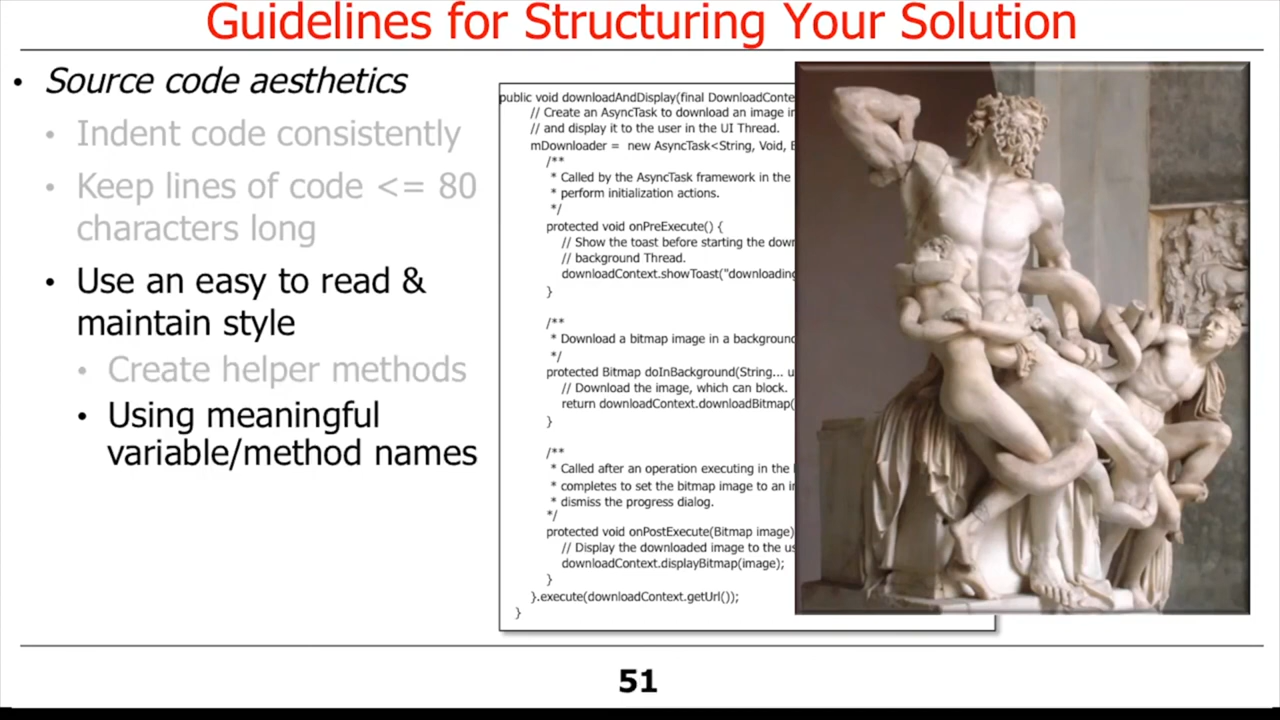 Guidelines for Structuring Your Solution
• Source code aesthetics
• Indent code consistently
• Keep lines of code <= 80
characters long
• Use an easy to read &
maintain style
• Create helper methods
• Using meaningful
variable/method names
public void downloadAndDisplay(final DownloadConte
// Create an AsyncTask to download an image in
// and display it to the user in the UI Thread.
mDownloader = new AsyncTask<String, Void, B
/**
* Called by the AsyncTask framework in the
* perform initialization actions.
*/
protected void onPreExecute() {
// Show the toast before starting the down
// background Thread.
downloadContext.showToast("downloading
}
/**
* Download a bitmap image in a background
*/
protected Bitmap doInBackground(String... u
// Download the image, which can block.
return downloadContext.downloadBitmap(
}
/**
* Called after an operation executing in the
* completes to set the bitmap image to an i
* dismiss the progress dialog.
*/
protected void onPostExecute(Bitmap image)
// Display the downloaded image to the us
downloadContext.displayBitmap(image);
}
}.execute(downloadContext.getUrl());
}
51